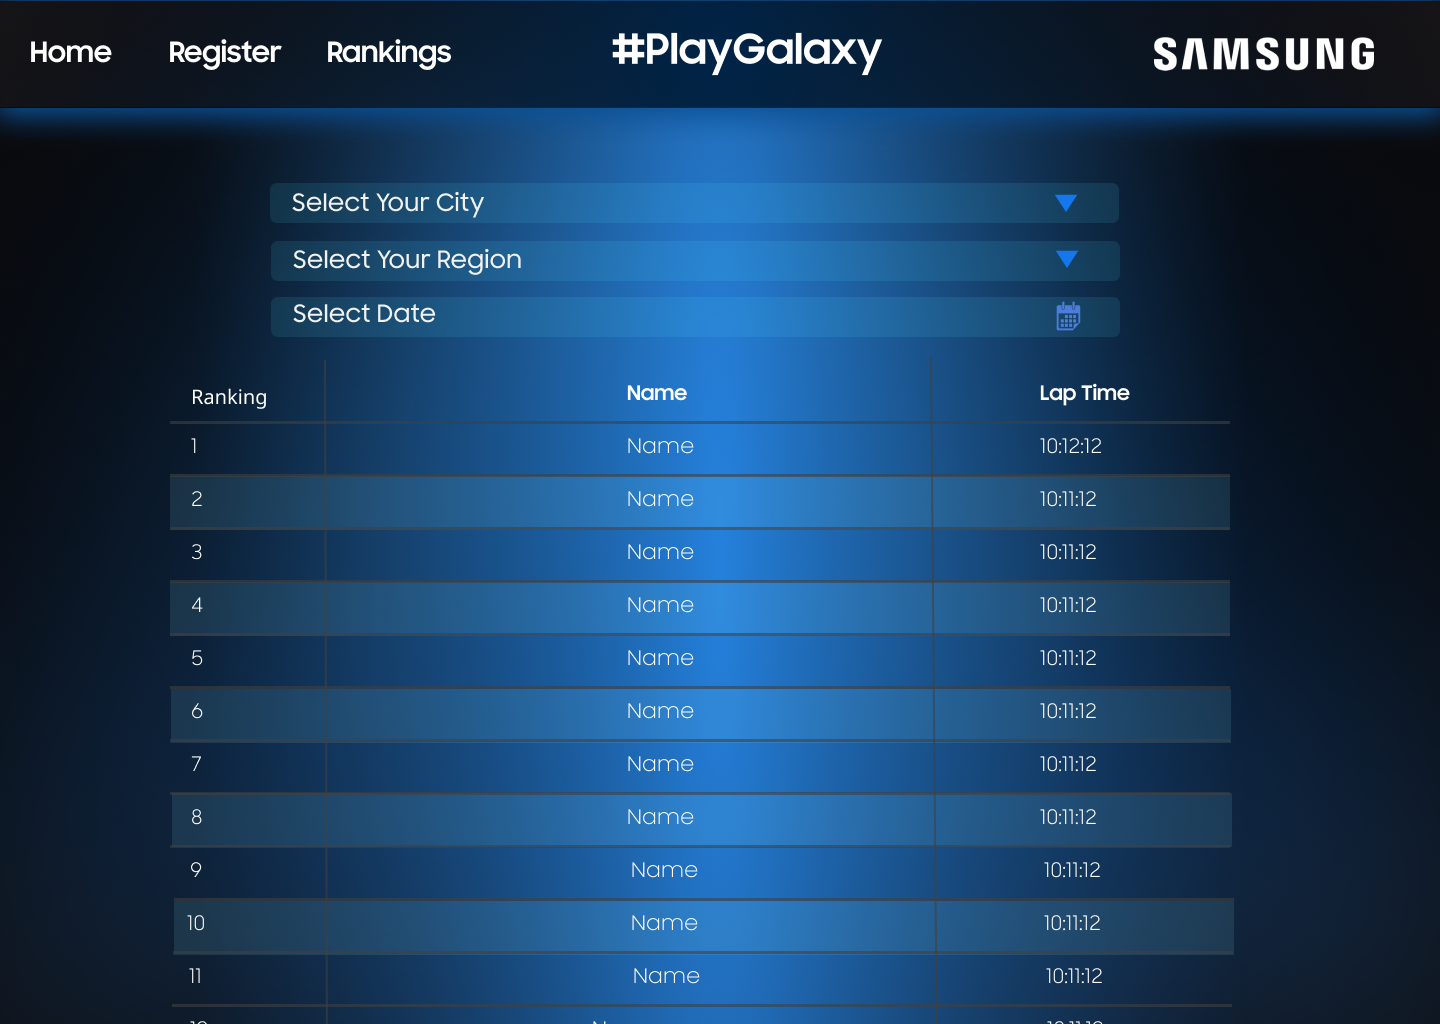 Home Register Rankings #PlayGalaxy SAMSUNG
Select Your City
Select Your Region
Select Date
Ranking Name Lap Time
1 Name 10:12:12
2 Name 10:11:12
3 Name 10:11:12
4 Name 10:11:12
5 Name 10:11:12
6 Name 10:11:12
7 Name 10:11:12
8 Name 10:11:12
9 Name 10:11:12
10 Name 10:11:12
11 Name 10:11:12